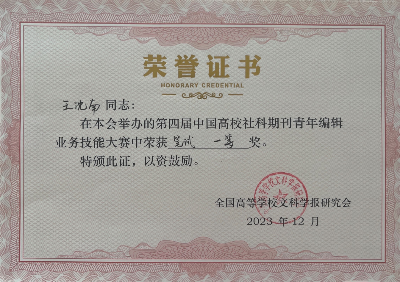 荣誉证书
HONORARY CREDENTIAL
同志：
在本会举办的第四届中国高校社科期刊青年编辑
业务技能大赛中荣获 笔试 一等 奖。
特颁此证，以资鼓励。
全国高等学校文科学报研究会
2023 年 12 月